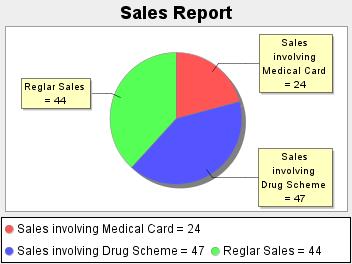 Sales Report
Sales
involving
Medical Card
= 24
Reglar Sales
= 44
Sales
involving
Drug Scheme
= 47
Sales involving Medical Card = 24
Sales involving Drug Scheme = 47 Reglar Sales = 44